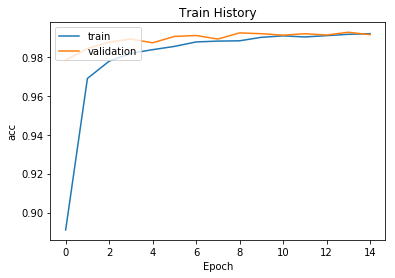 Train History
train
validation
acc
0.98
0.96
0.94
0.92
0.90
0 2 4 6 8 10 12 14
Epoch